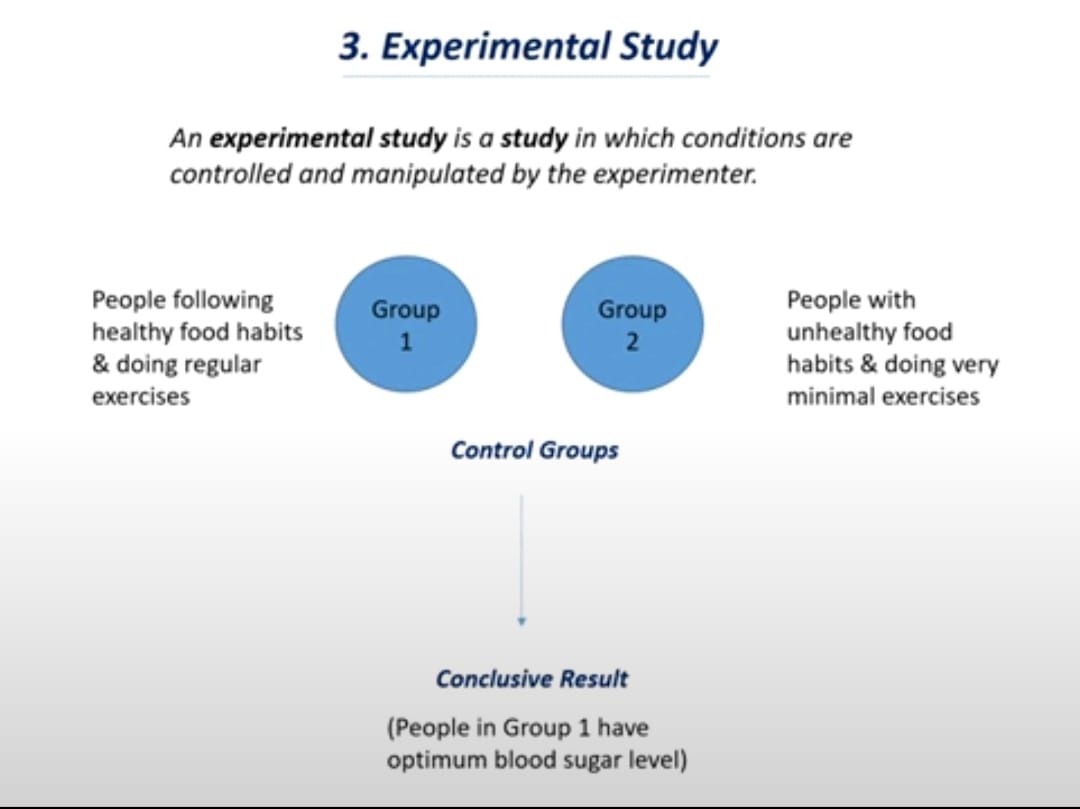 3. Experimental Study
An experimental study is a study in which conditions are
controlled and manipulated by the experimenter.
People following
healthy food habits
& doing regular
exercises
Group
1
Group
2
People with
unhealthy food
habits & doing very
minimal exercises
Control Groups
Conclusive Result
(People in Group 1 have
optimum blood sugar level)